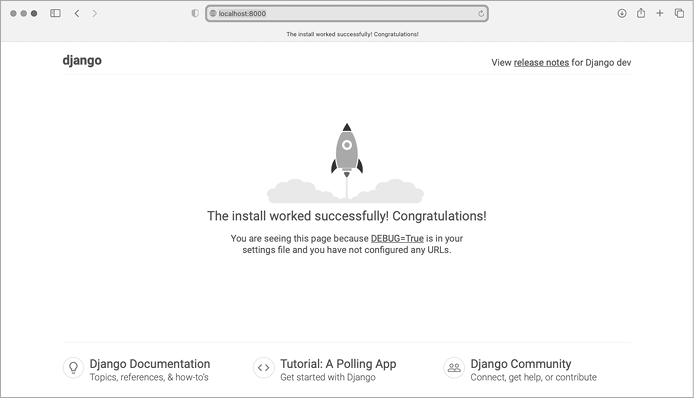 localhost:8000
The install worked successfully! Congratulations!
django
View release notes for Django dev
The install worked successfully! Congratulations!
You are seeing this page because DEBUG=True is in your
settings file and you have not configured any URLs.
Django Documentation
Topics, references, & how-to's
Tutorial: A Polling App
Get started with Django
Django Community
Connect, get help, or contribute